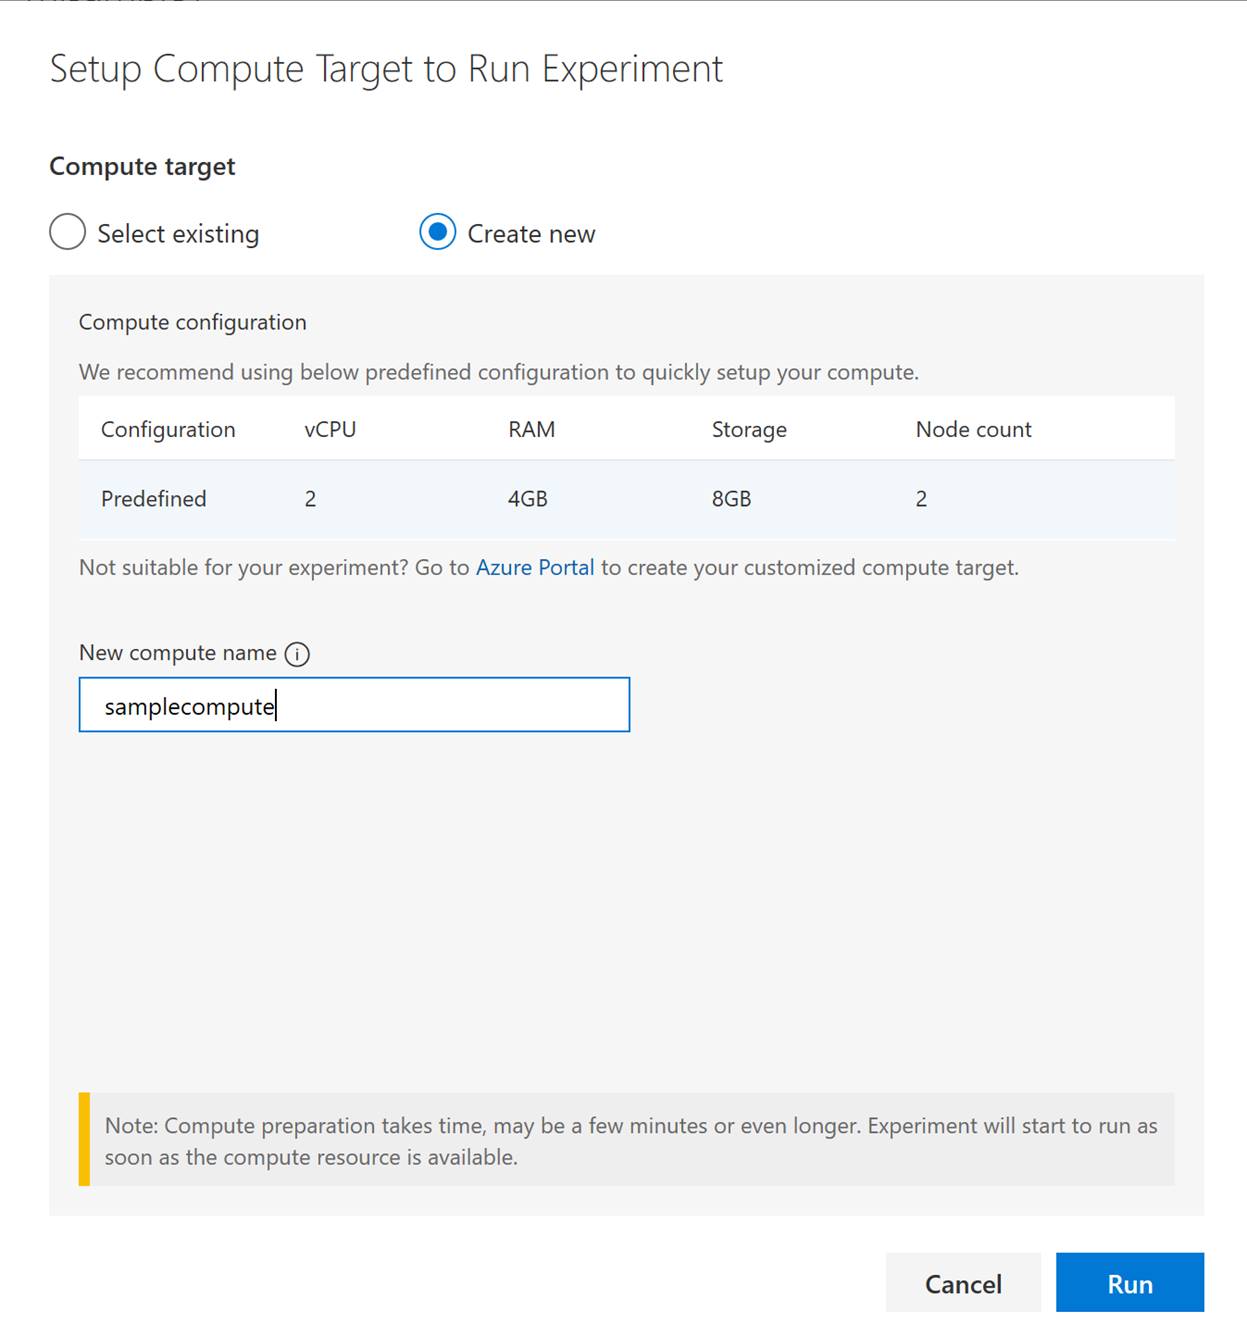 Setup Compute Target to Run Experiment
Compute target
Select existing
Create new
Compute configuration
We recommend using below predefined configuration to quickly setup your compute.
Configuration vCPU RAM Storage Node count
Predefined 2 4GB 8GB 2
Not suitable for your experiment? Go to Azure Portal to create your customized compute target.
New compute name
samplecompute
Note: Compute preparation takes time, may be a few minutes or even longer. Experiment will start to run as
soon as the compute resource is available.
Cancel
Run